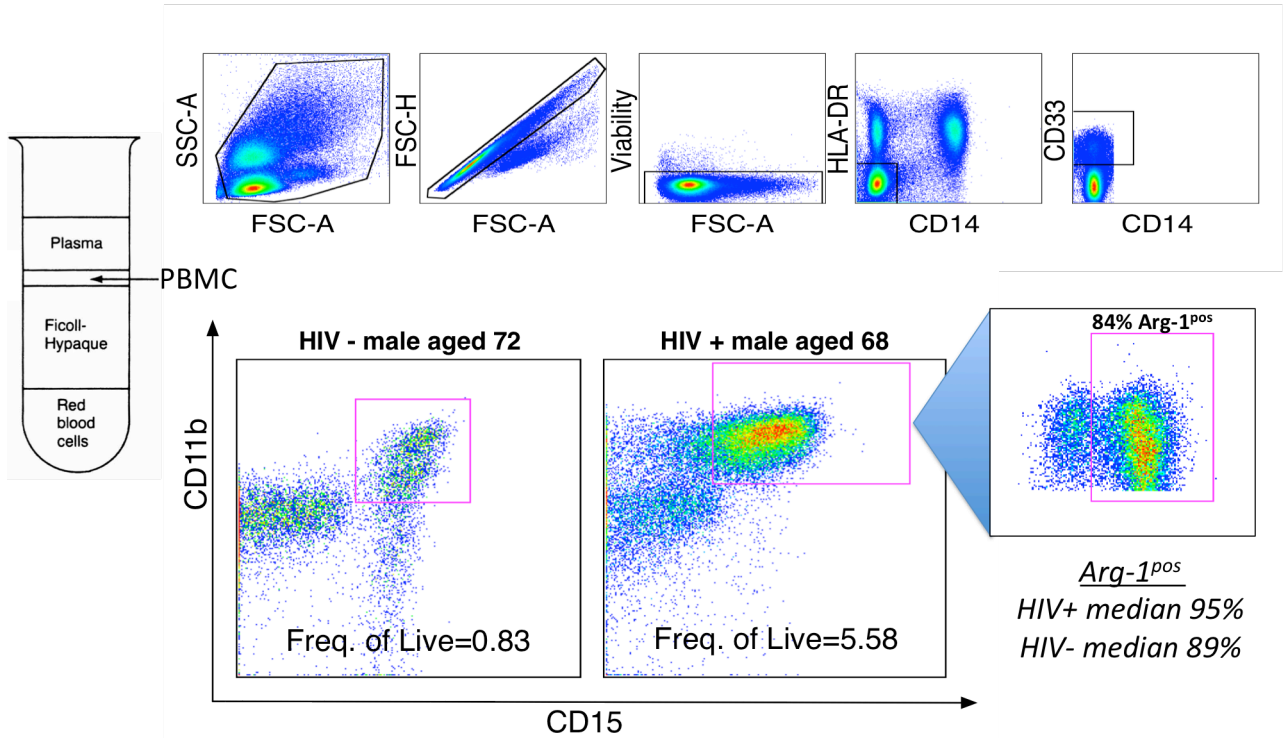 SSC-A
FSC-A
FSC-H
FSC-A
Viability
FSC-A
HLA-DR
CD14
CD33
CD14
Plasma
PBMC
Ficoll-
Hypaque
Red
blood
cells
HIV - male aged 72
HIV + male aged 68
84% Arg-1pos
CD11b
Freq. of Live=0.83
Freq. of Live=5.58
CD15
Arg-1pos
HIV+ median 95%
HIV- median 89%